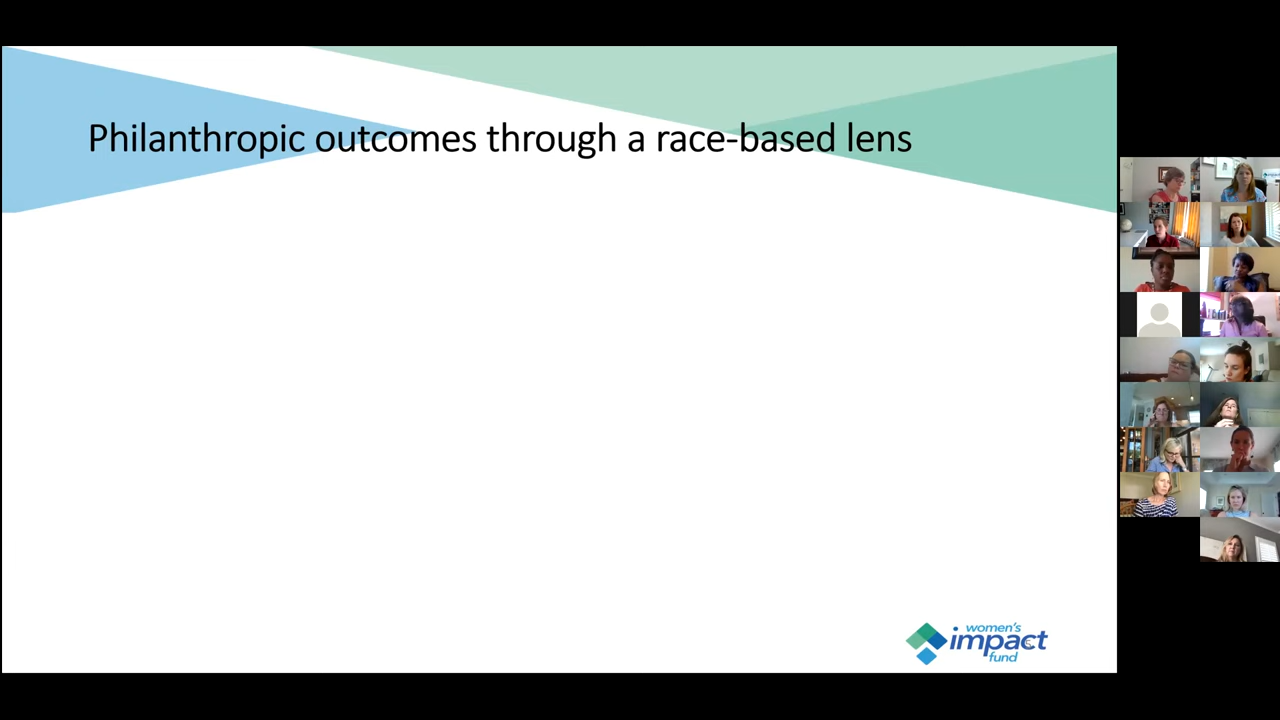 Philanthropic outcomes through a race-based lens
women's
impact
fund